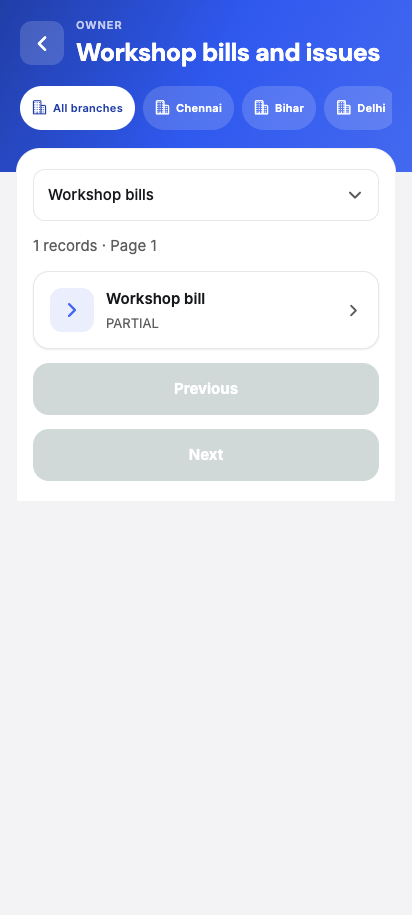 OWNER
Workshop bills and issues
All branches
Chennai
Bihar
Delhi
Workshop bills
1 records · Page 1
Workshop bill
PARTIAL
Previous
Next